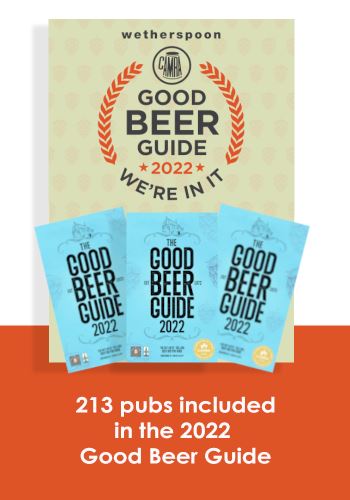 wetherspoon
CAMRA
GOOD
BEER
GUIDE
★2022★
WE'RE IN IT
THE
GOOD
BEER
GUIDE
2022
THE
GOOD
BEER
GUIDE
2022
THE
GOOD
BEER
GUIDE
2022
213 pubs included
in the 2022
Good Beer Guide